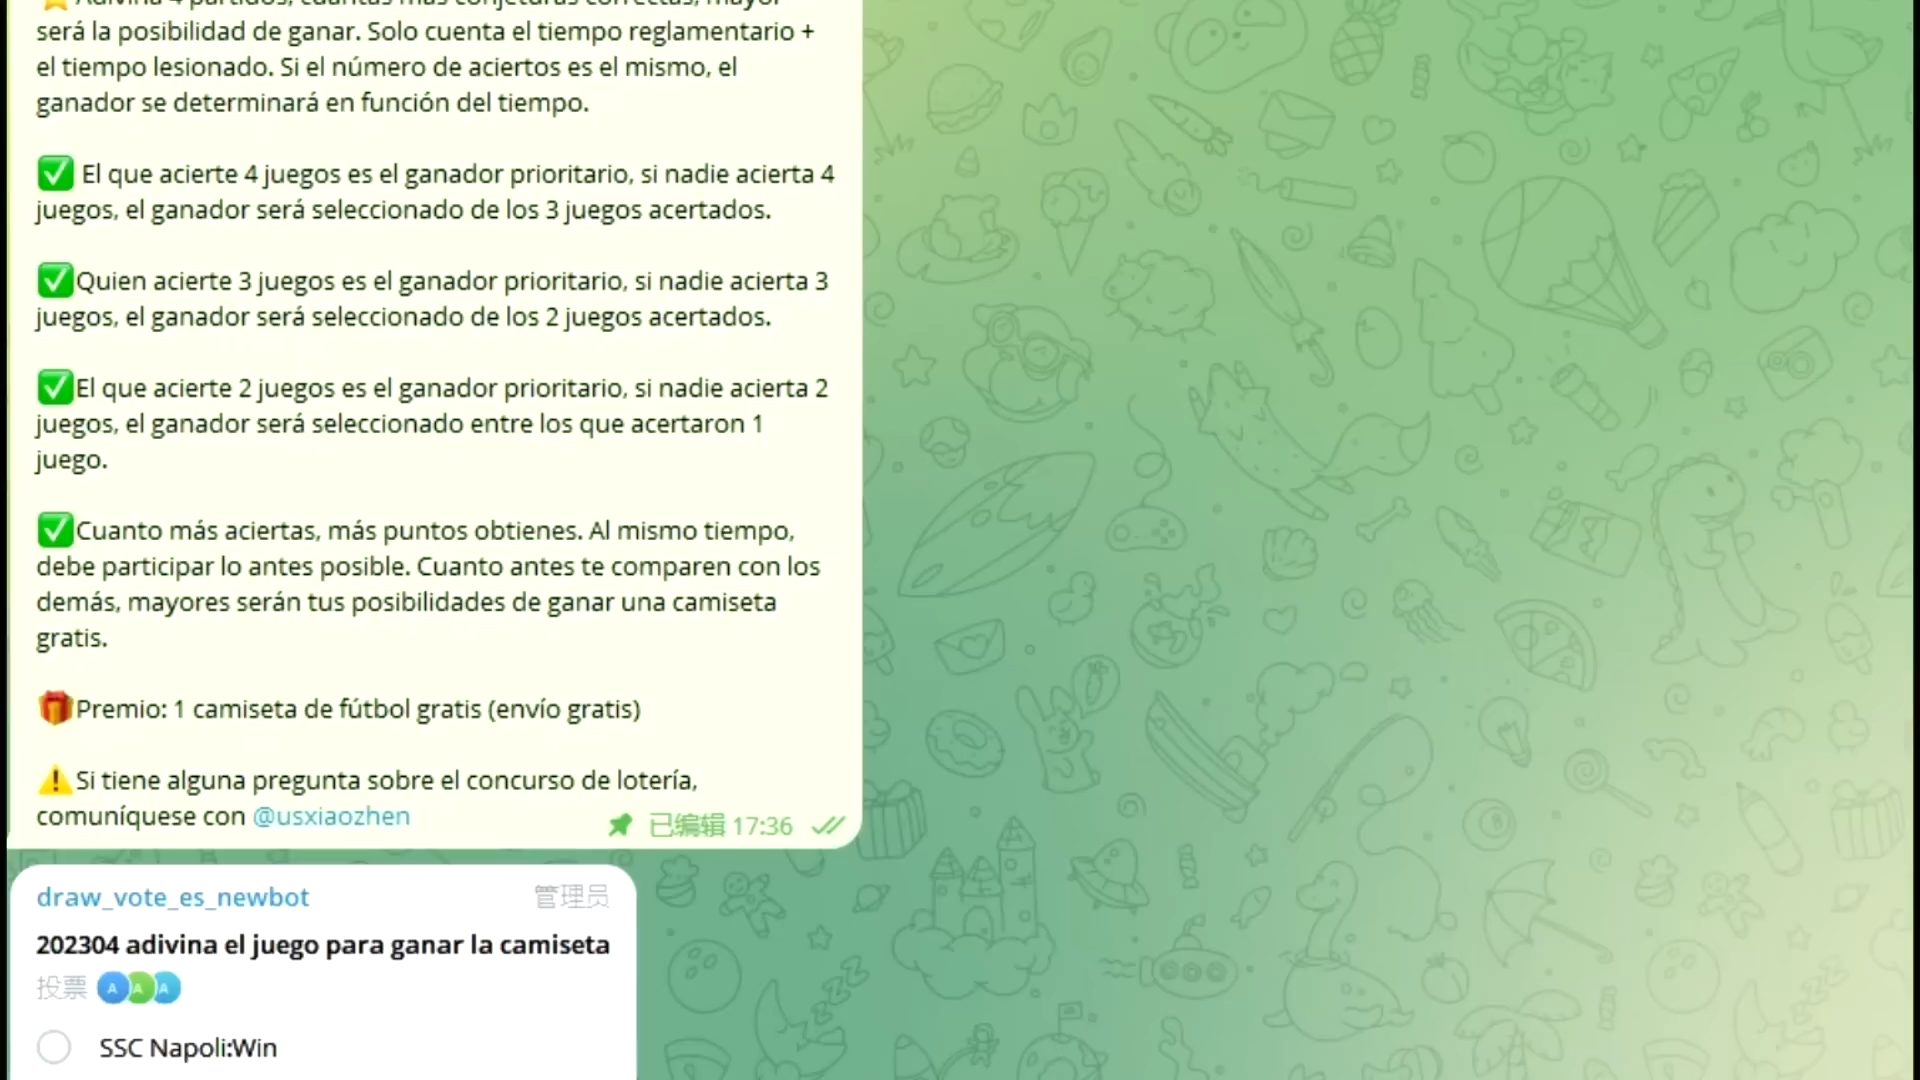 Adivina 4 partidos, cuantas más conjeturas correctas, mayor
será la posibilidad de ganar. Solo cuenta el tiempo reglamentario +
el tiempo lesionado. Si el número de aciertos es el mismo, el
ganador se determinará en función del tiempo.
El que acierte 4 juegos es el ganador prioritario, si nadie acierta 4
juegos, el ganador será seleccionado de los 3 juegos acertados.
Quien acierte 3 juegos es el ganador prioritario, si nadie acierta 3
juegos, el ganador será seleccionado de los 2 juegos acertados.
El que acierte 2 juegos es el ganador prioritario, si nadie acierta 2
juegos, el ganador será seleccionado entre los que acertaron 1
juego.
Cuanto más aciertas, más puntos obtienes. Al mismo tiempo,
debe participar lo antes posible. Cuanto antes te comparen con los
demás, mayores serán tus posibilidades de ganar una camiseta
gratis.
Premio: 1 camiseta de fútbol gratis (envío gratis)
Si tiene alguna pregunta sobre el concurso de lotería,
comuníquese con @usxiaozhen
已编辑 17:36
draw_vote_es_newbot 管理员
202304 adivina el juego para ganar la camiseta
投票 A A A
SSC Napoli:Win